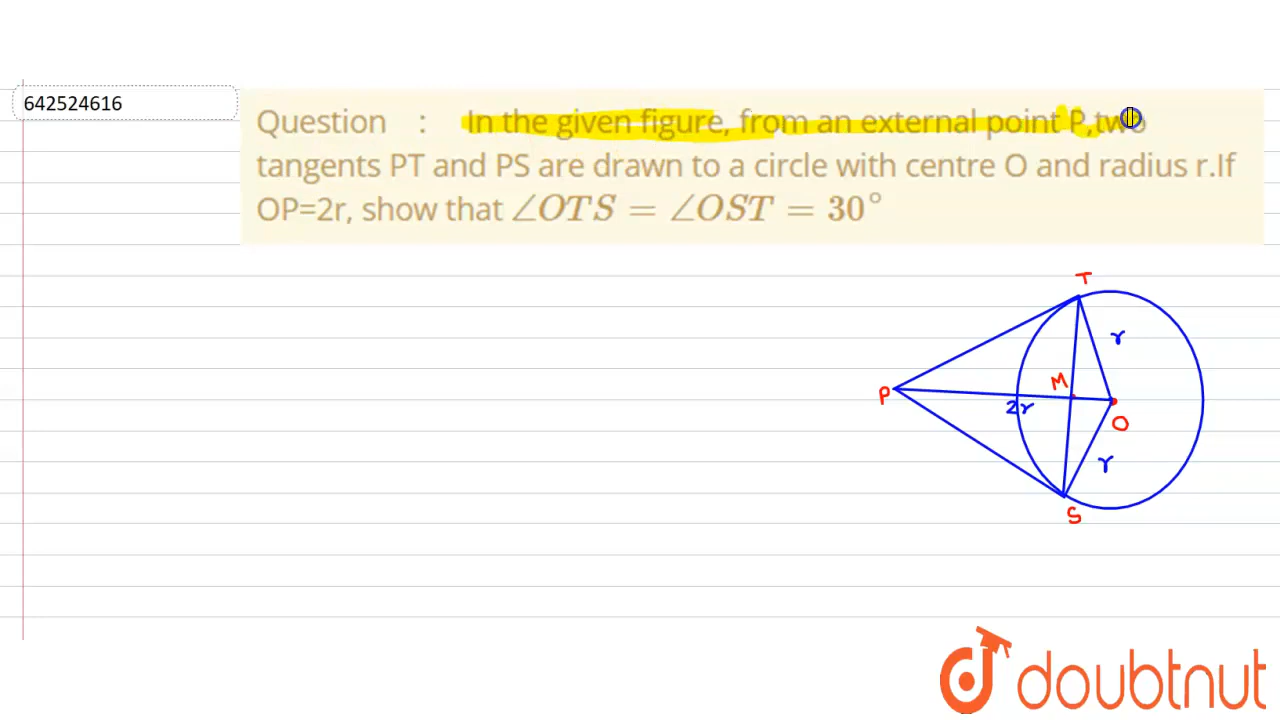 642524616
Question : In the given figure, from an external point P,two
tangents PT and PS are drawn to a circle with centre O and radius r.If
OP=2r, show that ∠OTS = ∠OST = 30°
T
r
M
P
2r
O
r
S
doubtnut